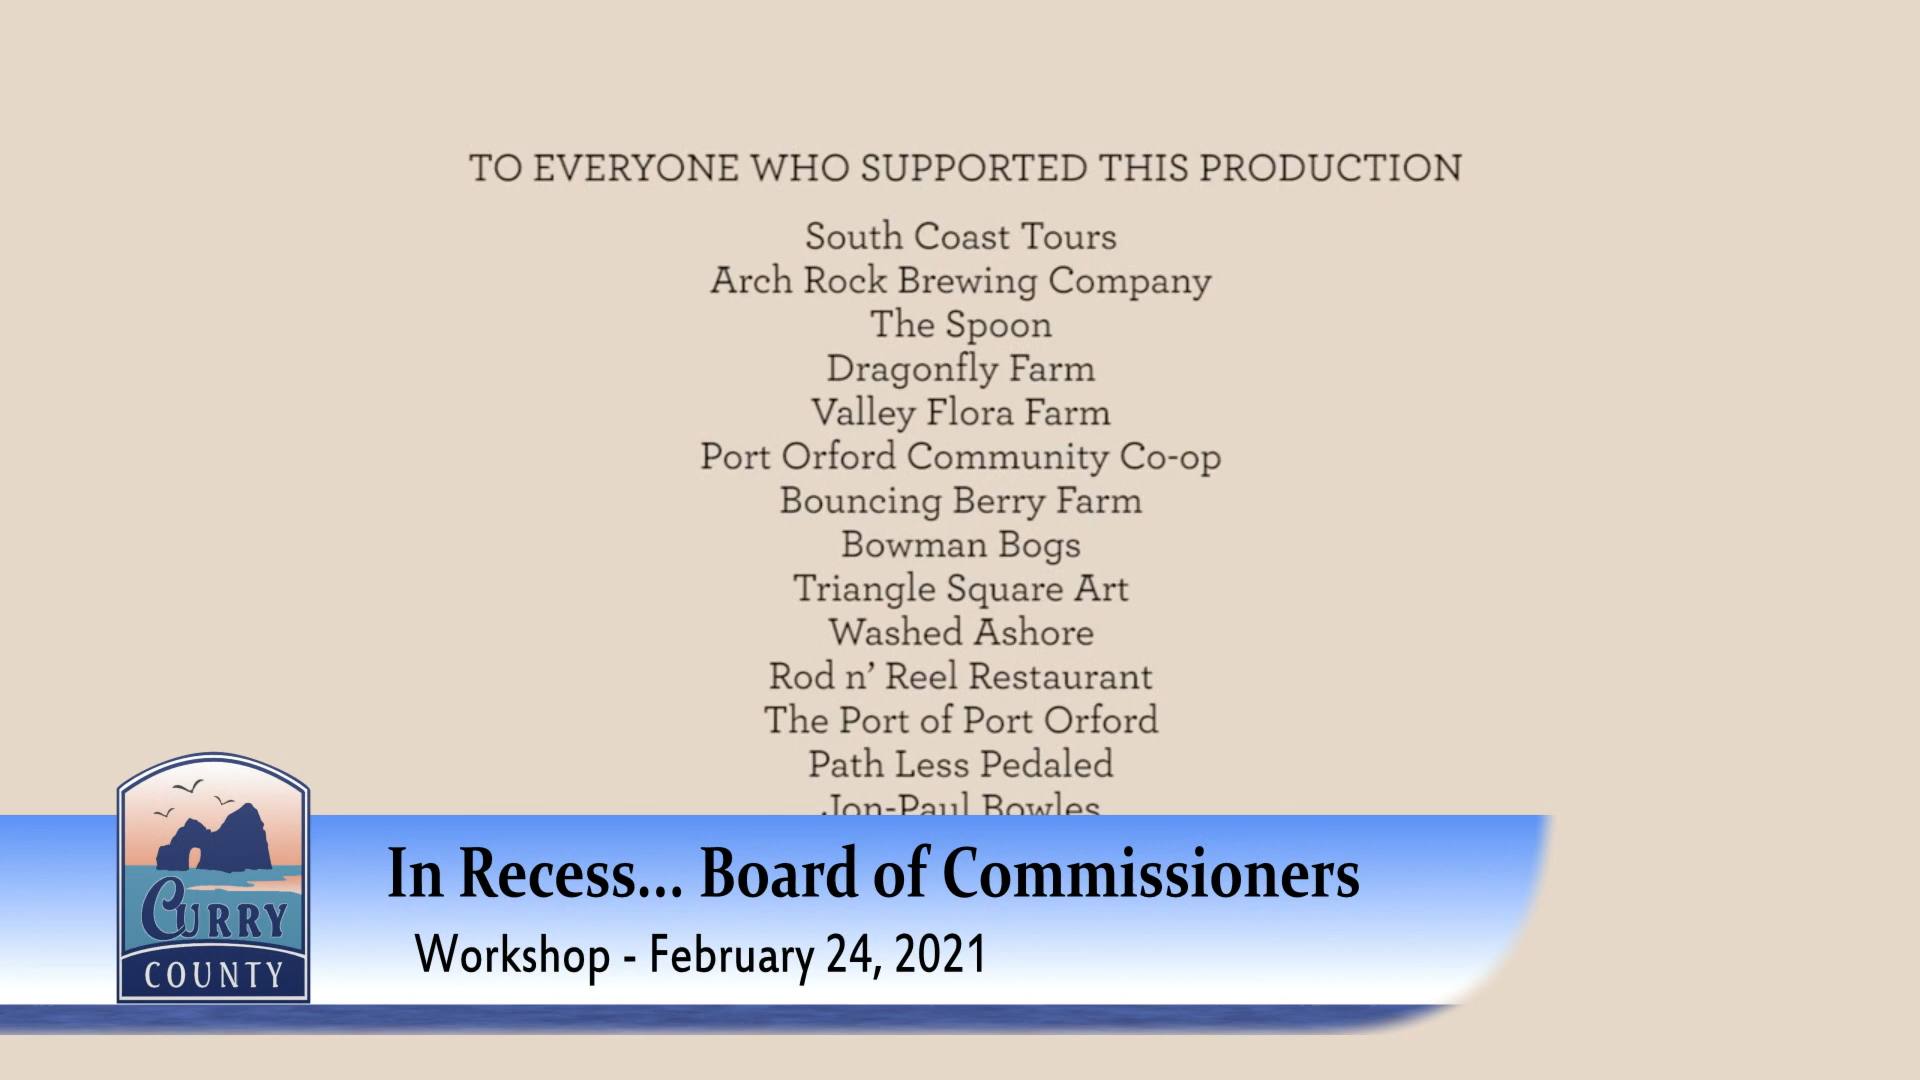 TO EVERYONE WHO SUPPORTED THIS PRODUCTION
South Coast Tours
Arch Rock Brewing Company
The Spoon
Dragonfly Farm
Valley Flora Farm
Port Orford Community Co-op
Bouncing Berry Farm
Bowman Bogs
Triangle Square Art
Washed Ashore
Rod n’ Reel Restaurant
The Port of Port Orford
Path Less Pedaled
Jon-Paul Bowles
In Recess... Board of Commissioners
Workshop - February 24, 2021
CURRY
COUNTY